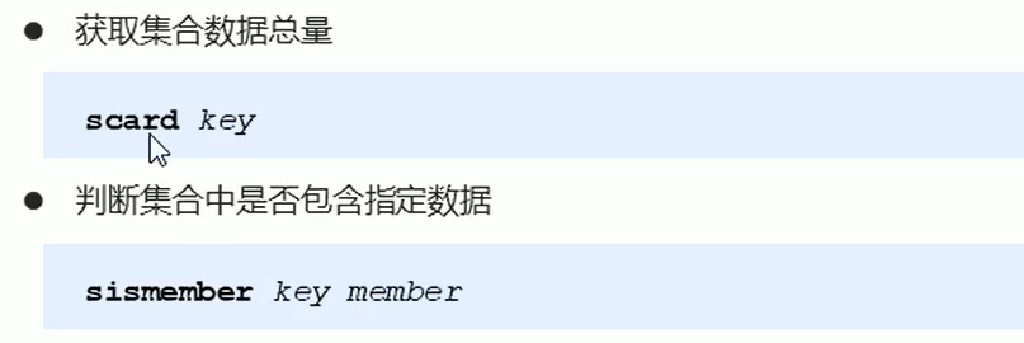 ● 获取集合数据总量
scard key
● 判断集合中是否包含指定数据
sismember key member